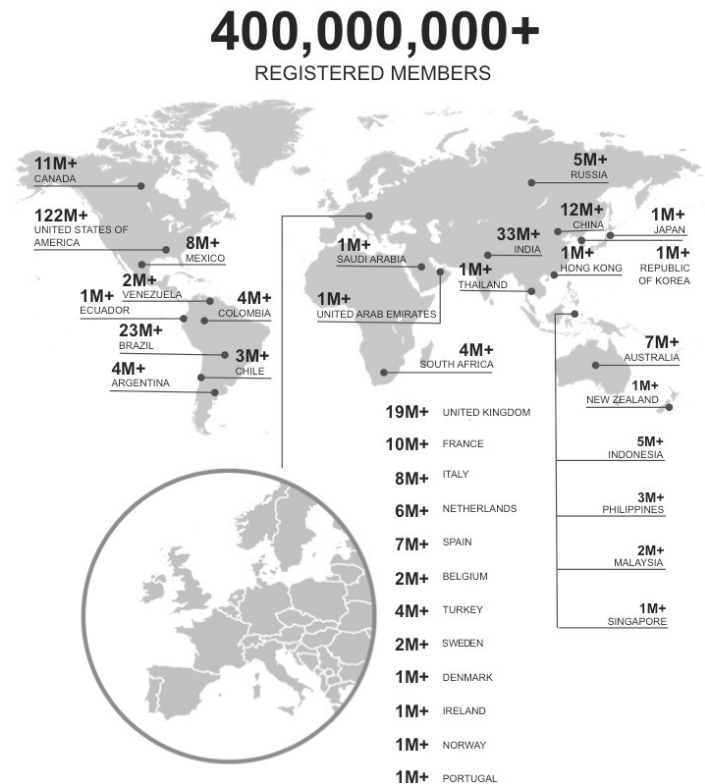 400,000,000+
REGISTERED MEMBERS
11M+
CANADA
122M+
UNITED STATES OF
AMERICA
8M+
MEXICO
2M+
VENEZUELA
1M+
ECUADOR
4M+
COLOMBIA
23M+
BRAZIL
3M+
CHILE
4M+
ARGENTINA
5M+
RUSSIA
12M+
CHINA
1M+
JAPAN
33M+
INDIA
1M+
HONG KONG
1M+
REPUBLIC
OF KOREA
1M+
SAUDI ARABIA
1M+
THAILAND
1M+
UNITED ARAB EMIRATES
4M+
SOUTH AFRICA
7M+
AUSTRALIA
1M+
NEW ZEALAND
19M+ UNITED KINGDOM
10M+ FRANCE
8M+ ITALY
6M+ NETHERLANDS
7M+ SPAIN
2M+ BELGIUM
4M+ TURKEY
2M+ SWEDEN
1M+ DENMARK
1M+ IRELAND
1M+ NORWAY
1M+ PORTUGAL
5M+
INDONESIA
3M+
PHILIPPINES
2M+
MALAYSIA
1M+
SINGAPORE